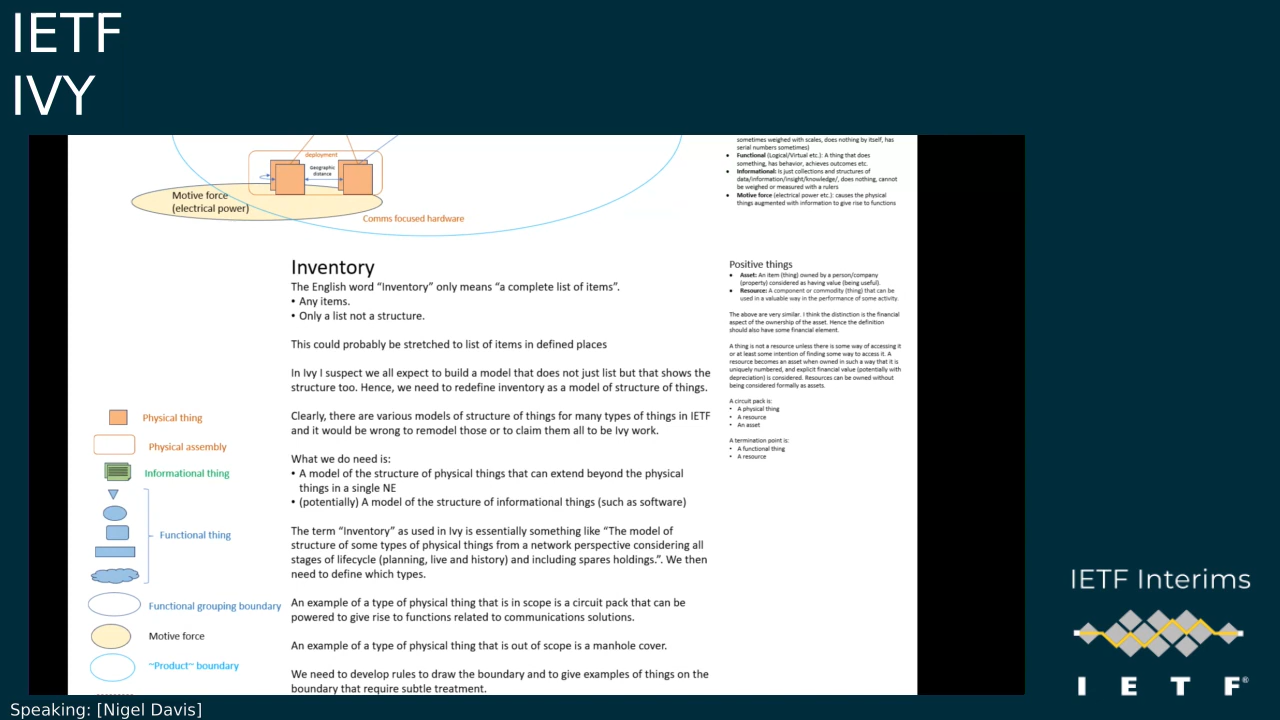 IETF
IVY
deployment
Geographic
distance
Motive force
(electrical power)
Comms focused hardware
sometimes weighed with scales, does nothing by itself, has
serial numbers sometimes)
• Functional (Logical/Virtual etc.): A thing that does
something, has behavior, achieves outcomes etc.
• Informational: Is just collections and structures of
data/information/insight/knowledge/, does nothing, cannot
be weighed or measured with a rulers
• Motive force (electrical power etc.): causes the physical
things augmented with information to give rise to functions
Inventory
The English word “Inventory” only means “a complete list of items”.
• Any items.
• Only a list not a structure.
This could probably be stretched to list of items in defined places
In Ivy I suspect we all expect to build a model that does not just list but that shows the
structure too. Hence, we need to redefine inventory as a model of structure of things.
Clearly, there are various models of structure of things for many types of things in IETF
and it would be wrong to remodel those or to claim them all to be Ivy work.
What we do need is:
• A model of the structure of physical things that can extend beyond the physical
things in a single NE
• (potentially) A model of the structure of informational things (such as software)
The term “Inventory” as used in Ivy is essentially something like “The model of
structure of some types of physical things from a network perspective considering all
stages of lifecycle (planning, live and history) and including spares holdings.”. We then
need to define which types.
An example of a type of physical thing that is in scope is a circuit pack that can be
powered to give rise to functions related to communications solutions.
An example of a type of physical thing that is out of scope is a manhole cover.
We need to develop rules to draw the boundary and to give examples of things on the
boundary that require subtle treatment.
Positive things
• Asset: An item (thing) owned by a person/company
(property) considered as having value (being useful).
• Resource: A component or commodity (thing) that can be
used in a valuable way in the performance of some activity.
The above are very similar. I think the distinction is the financial
aspect of the ownership of the asset. Hence the definition
should also have some financial element.
A thing is not a resource unless there is some way of accessing it
or at least some intention of finding some way to access it. A
resource becomes an asset when owned in such a way that it is
uniquely numbered, and explicit financial value (potentially with
depreciation) is considered. Resources can be owned without
being considered formally as assets.
A circuit pack is:
• A physical thing
• A resource
• An asset
A termination point is:
• A functional thing
• A resource
Physical thing
Physical assembly
Informational thing
Functional thing
Functional grouping boundary
Motive force
~Product~ boundary
IETF Interims
I E T F®
Speaking: [Nigel Davis]